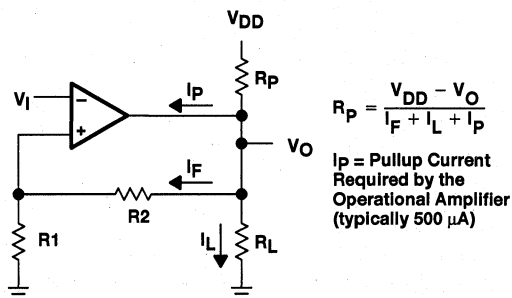 VDD
IP
RP
VI
−
+
VO
IF
R2
R1
IL
RL
RP = VDD − VO / IF + IL + IP
IP = Pullup Current
Required by the
Operational Amplifier
(typically 500 μA)